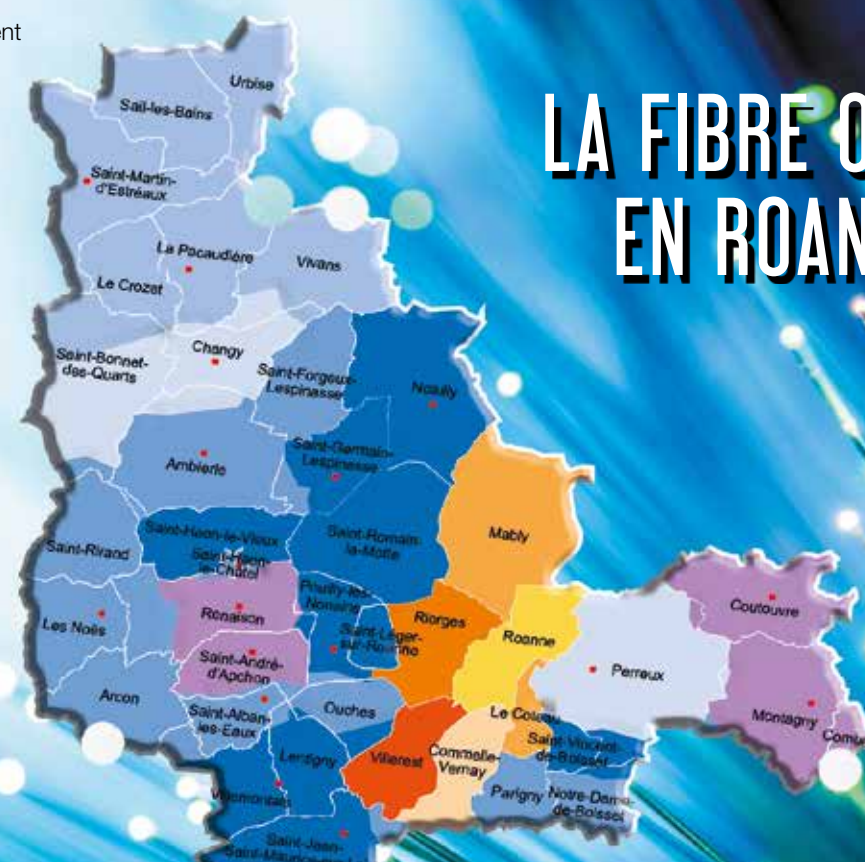 ent
LA FIBRE O
EN ROAN
Urbise
Sail-les-Bains
Saint-Martin-
d'Estréaux
La Pacaudière
Vivans
Le Crozet
Changy
Saint-Bonnet-
des-Quarts
Saint-Forgeux-
Lespinasse
Noailly
Saint-Germain-
Lespinasse
Ambierle
Mably
Saint-Haon-le-Vieux
Saint-Haon-
le-Châtel
Saint-Romain-
la-Motte
Saint-Rirand
Pouilly-les-
Nonains
Renaison
Riorges
Roanne
Coutouvre
Les Noës
Saint-Léger-
sur-Roanne
Saint-André-
d'Apchon
Perreux
Arcon
Saint-Alban-
les-Eaux
Ouches
Le Coteau
Montagny
Comb
Saint-Vincent-
de-Boisset
Lentigny
Villerest
Commelle-
Vernay
Villemontais
Parigny
Notre-Dame-
de-Boisset
Saint-Jean-
Saint-Maurice-sur-L